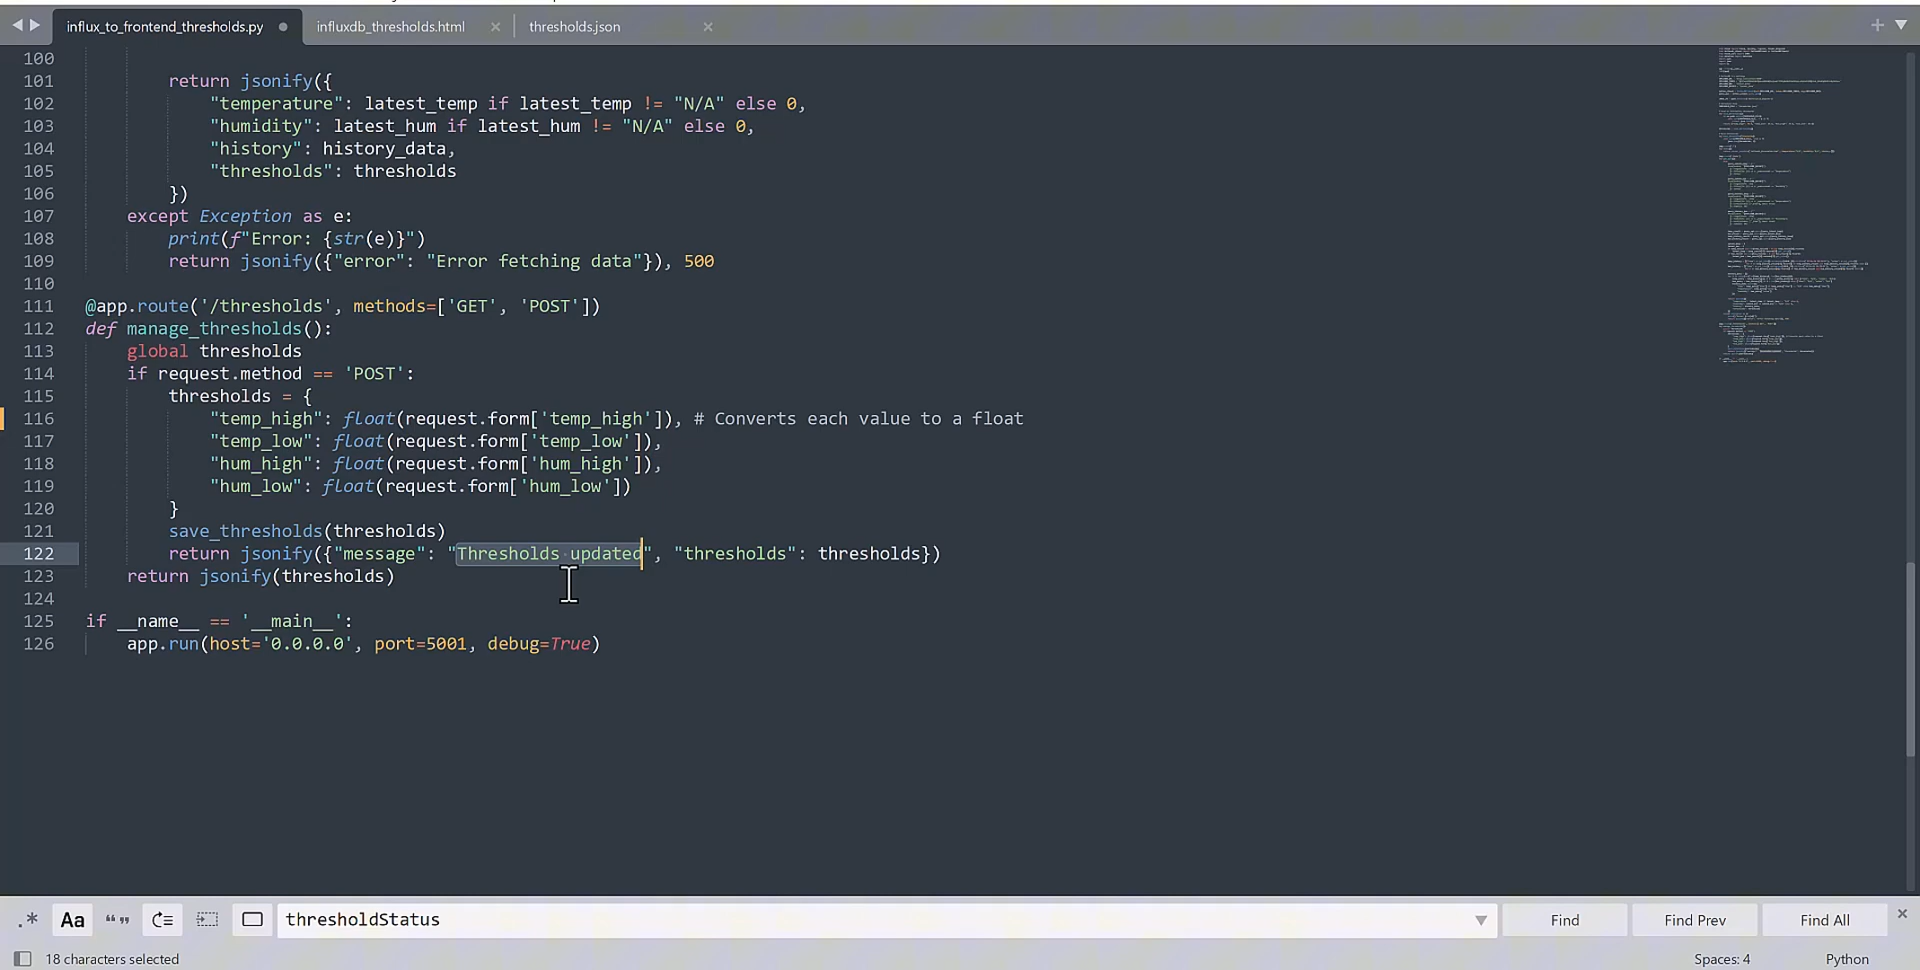 influx_to_frontend_thresholds.py influxdb_thresholds.html thresholds.json
100
101 return jsonify({
102 "temperature": latest_temp if latest_temp != "N/A" else 0,
103 "humidity": latest_hum if latest_hum != "N/A" else 0,
104 "history": history_data,
105 "thresholds": thresholds
106 })
107 except Exception as e:
108 print(f"Error: {str(e)}")
109 return jsonify({"error": "Error fetching data"}), 500
110
111 @app.route('/thresholds', methods=['GET', 'POST'])
112 def manage_thresholds():
113 global thresholds
114 if request.method == 'POST':
115 thresholds = {
116 "temp_high": float(request.form['temp_high']), # Converts each value to a float
117 "temp_low": float(request.form['temp_low']),
118 "hum_high": float(request.form['hum_high']),
119 "hum_low": float(request.form['hum_low'])
120 }
121 save_thresholds(thresholds)
122 return jsonify({"message": "Thresholds updated", "thresholds": thresholds})
123 return jsonify(thresholds)
124
125 if __name__ == '__main__':
126 app.run(host='0.0.0.0', port=5001, debug=True)
.* Aa thresholdStatus Find Find Prev Find All
18 characters selected Spaces: 4 Python